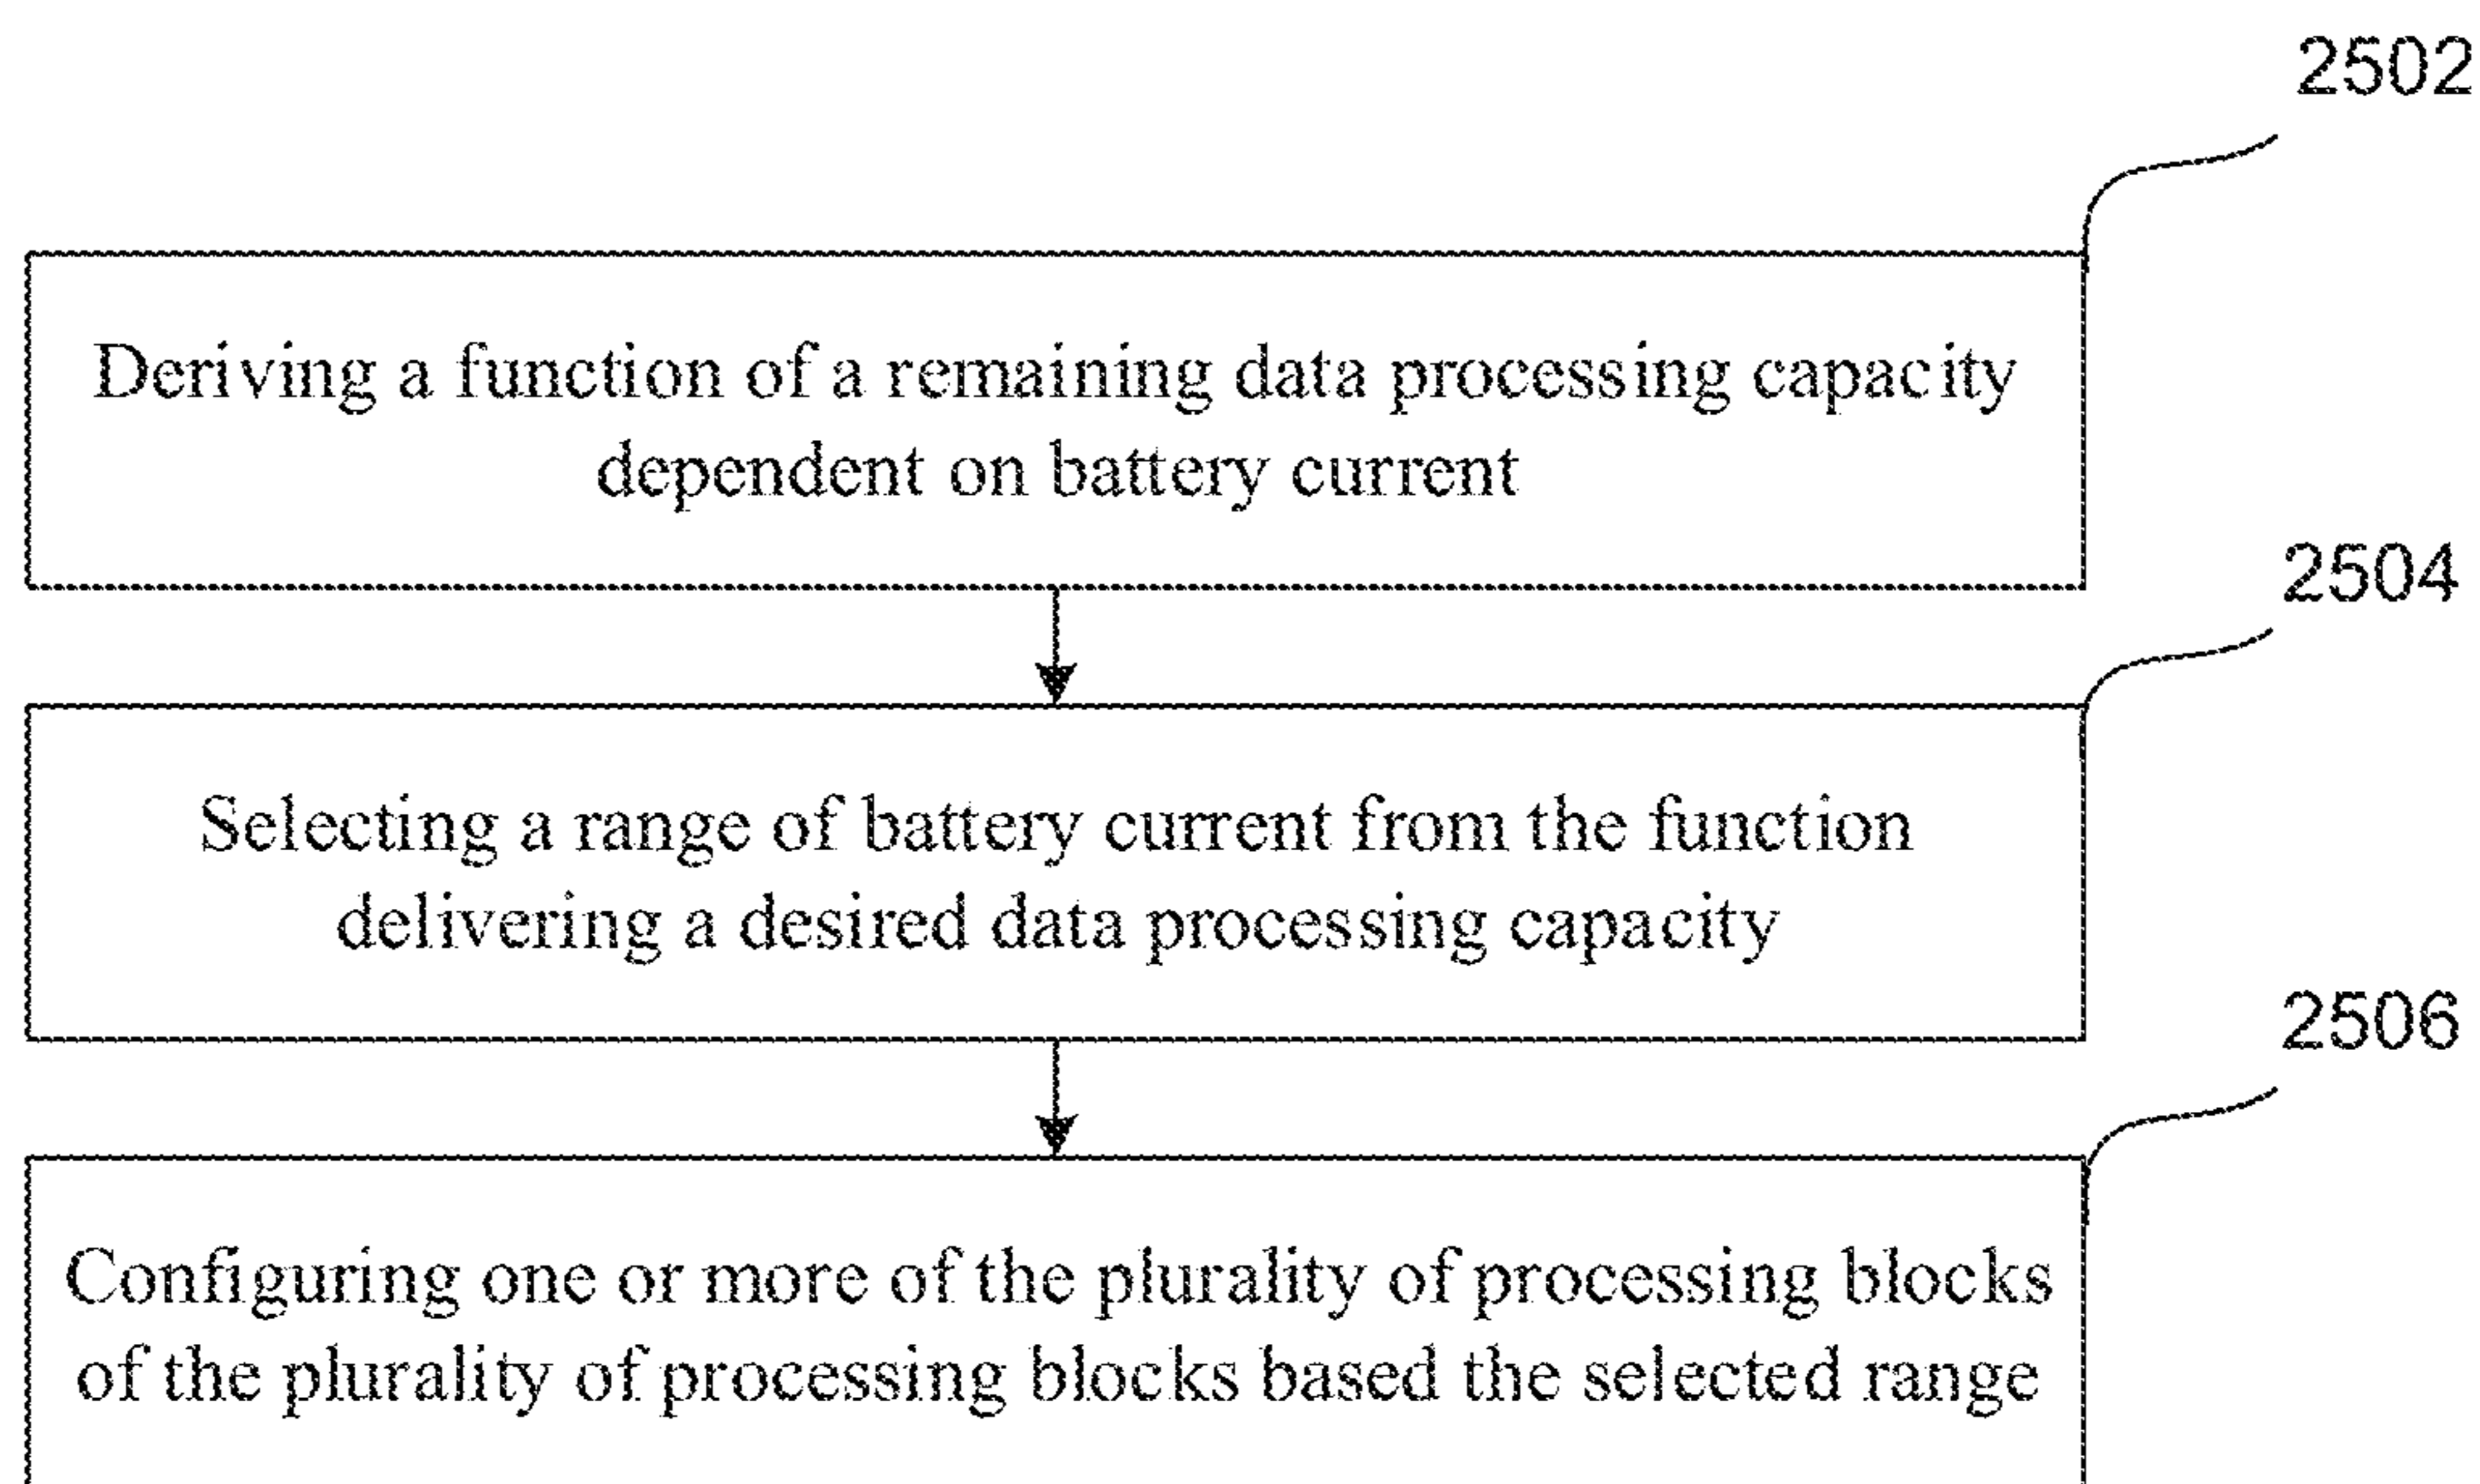 2502
Deriving a function of a remaining data processing capacity
dependent on battery current
2504
Selecting a range of battery current from the function
delivering a desired data processing capacity
2506
Configuring one or more of the plurality of processing blocks
of the plurality of processing blocks based the selected range